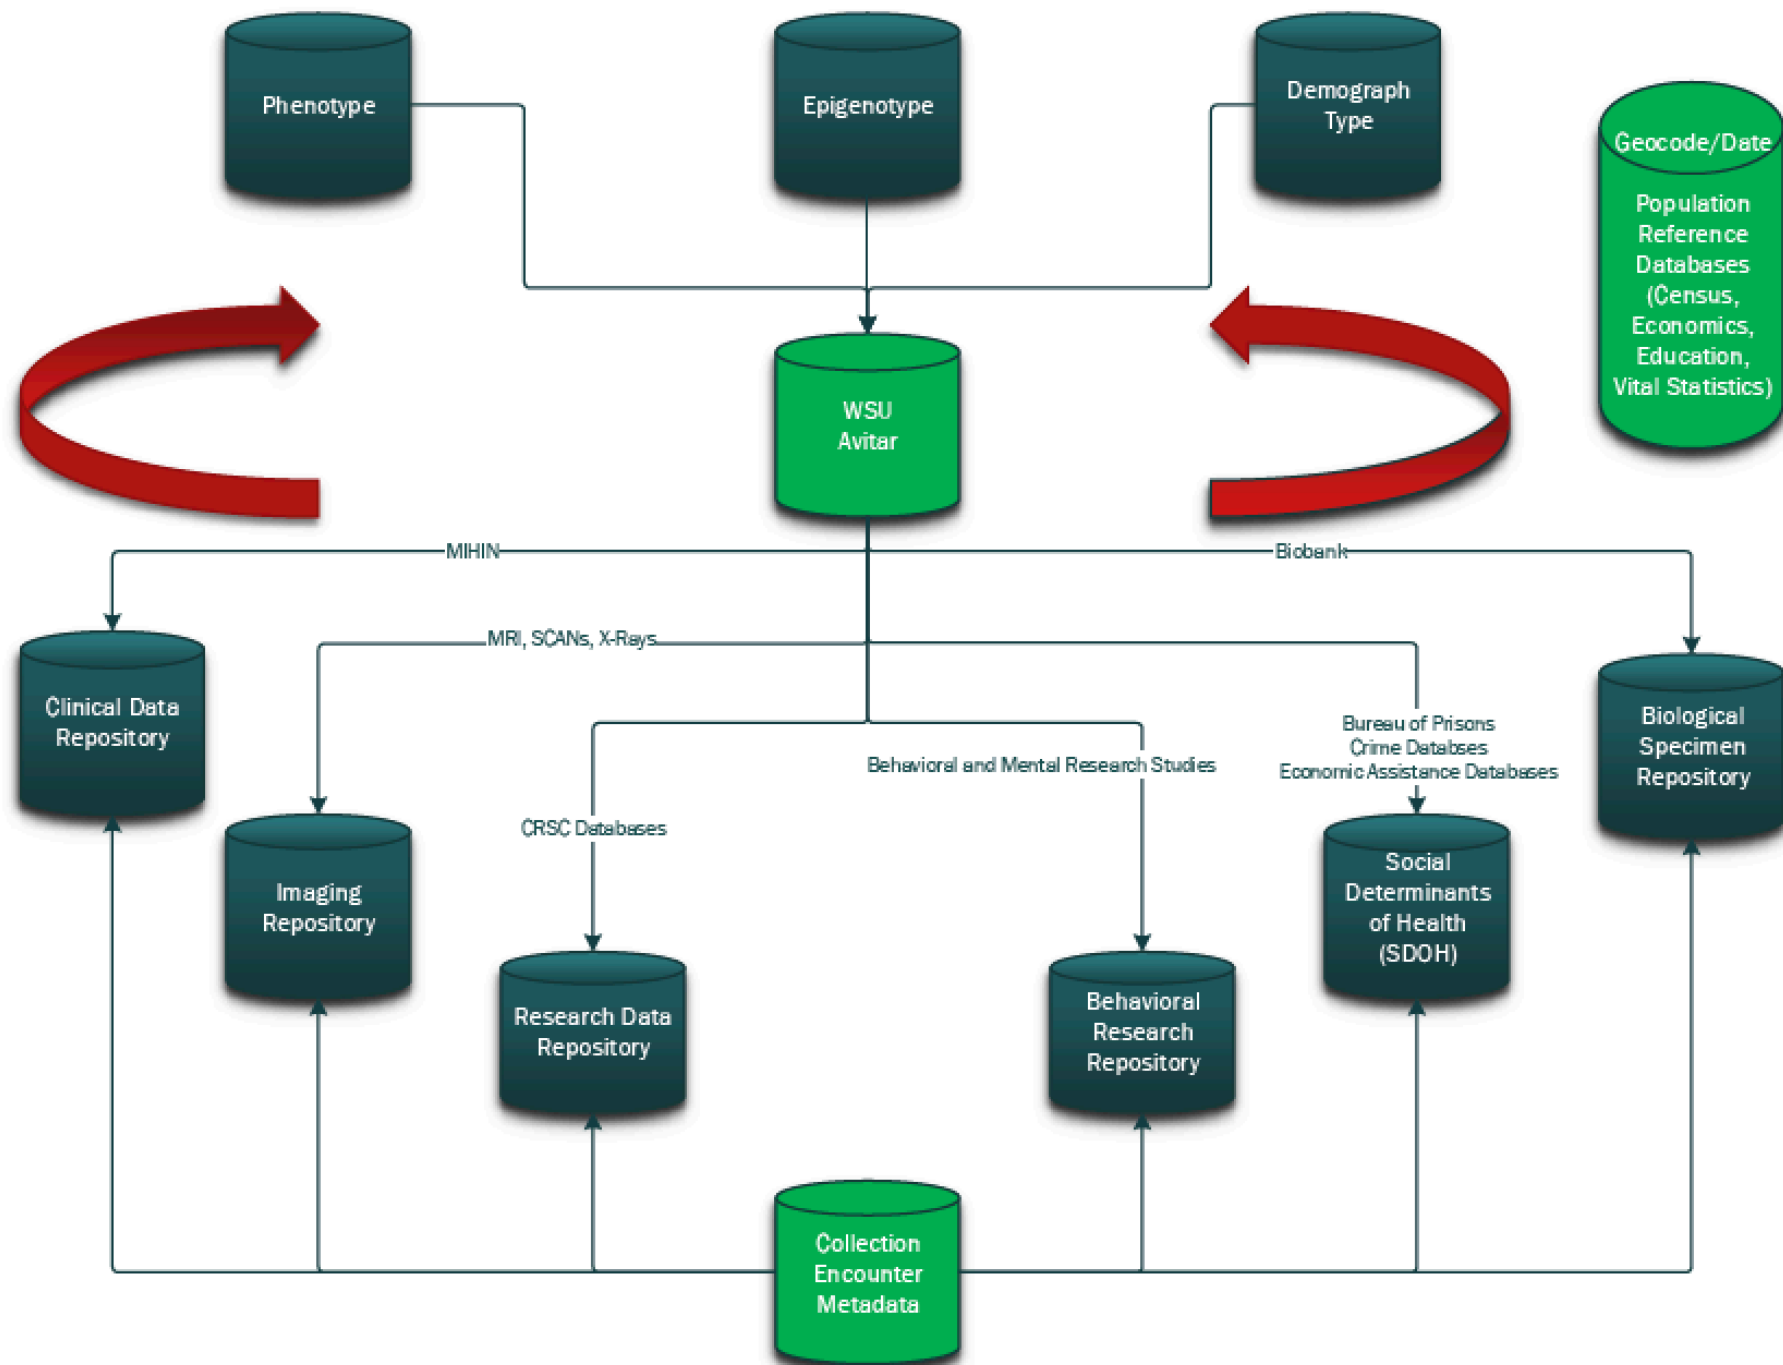 Phenotype
Epigenotype
Demograph
Type
Geocode/Date
Population
Reference
Databases
(Census,
Economics,
Education,
Vital Statistics)
WSU
Avitar
MIHIN
Biobank
MRI, SCANs, X-Rays
Clinical Data
Repository
Bureau of Prisons
Crime Databses
Economic Assistance Databases
Biological
Specimen
Repository
Behavioral and Mental Research Studies
CRSC Databases
Imaging
Repository
Social
Determinants
of Health
(SDOH)
Research Data
Repository
Behavioral
Research
Repository
Collection
Encounter
Metadata